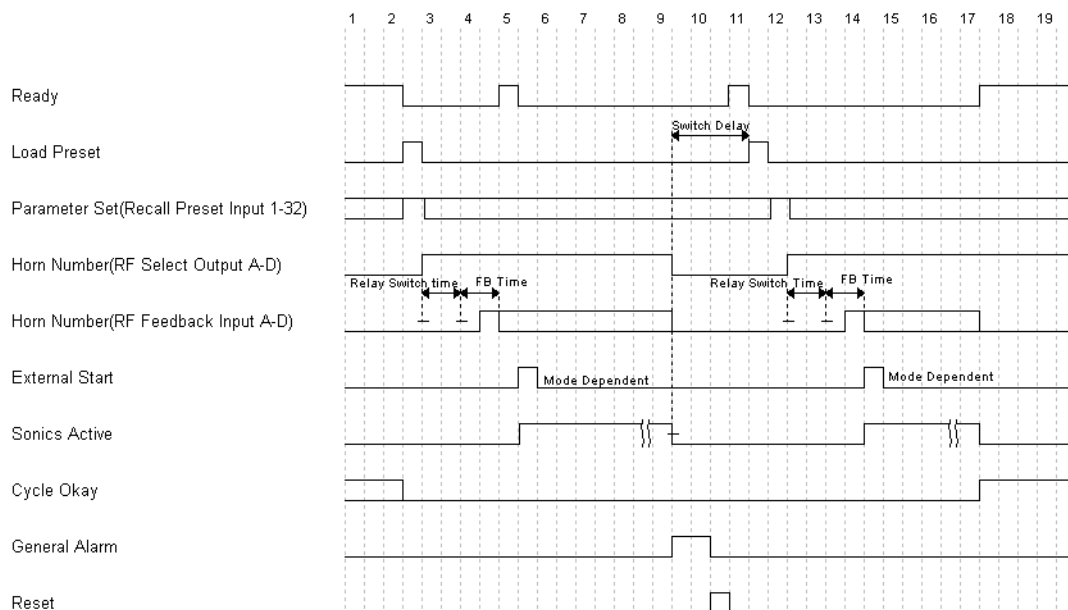 1 2 3 4 5 6 7 8 9 10 11 12 13 14 15 16 17 18 19
Ready
Switch Delay
Load Preset
Parameter Set(Recall Preset Input 1-32)
Horn Number(RF Select Output A-D)
Relay Switch time FB Time Relay Switch Time FB Time
Horn Number(RF Feedback Input A-D)
External Start
Mode Dependent Mode Dependent
Sonics Active
Cycle Okay
General Alarm
Reset